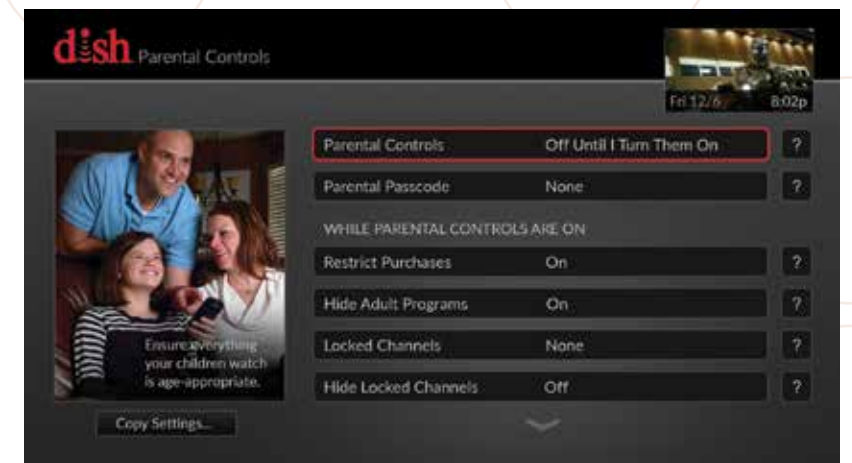 dish Parental Controls
Fri 12/6 8:02p
Parental Controls Off Until I Turn Them On ?
Parental Passcode None ?
WHILE PARENTAL CONTROLS ARE ON
Restrict Purchases On ?
Hide Adult Programs On ?
Locked Channels None ?
Hide Locked Channels Off ?
Ensure everything
your children watch
is age-appropriate.
Copy Settings...